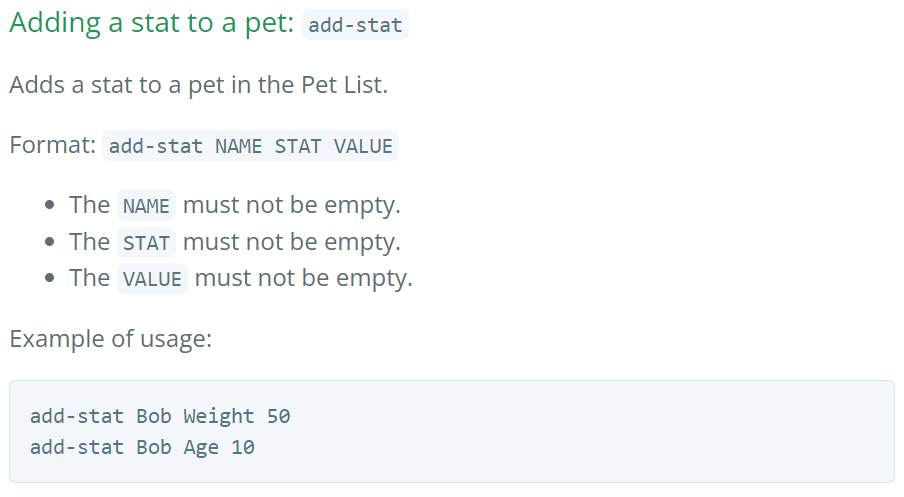 Adding a stat to a pet: add-stat
Adds a stat to a pet in the Pet List.
Format: add-stat NAME STAT VALUE
• The NAME must not be empty.
• The STAT must not be empty.
• The VALUE must not be empty.
Example of usage:
add-stat Bob Weight 50
add-stat Bob Age 10